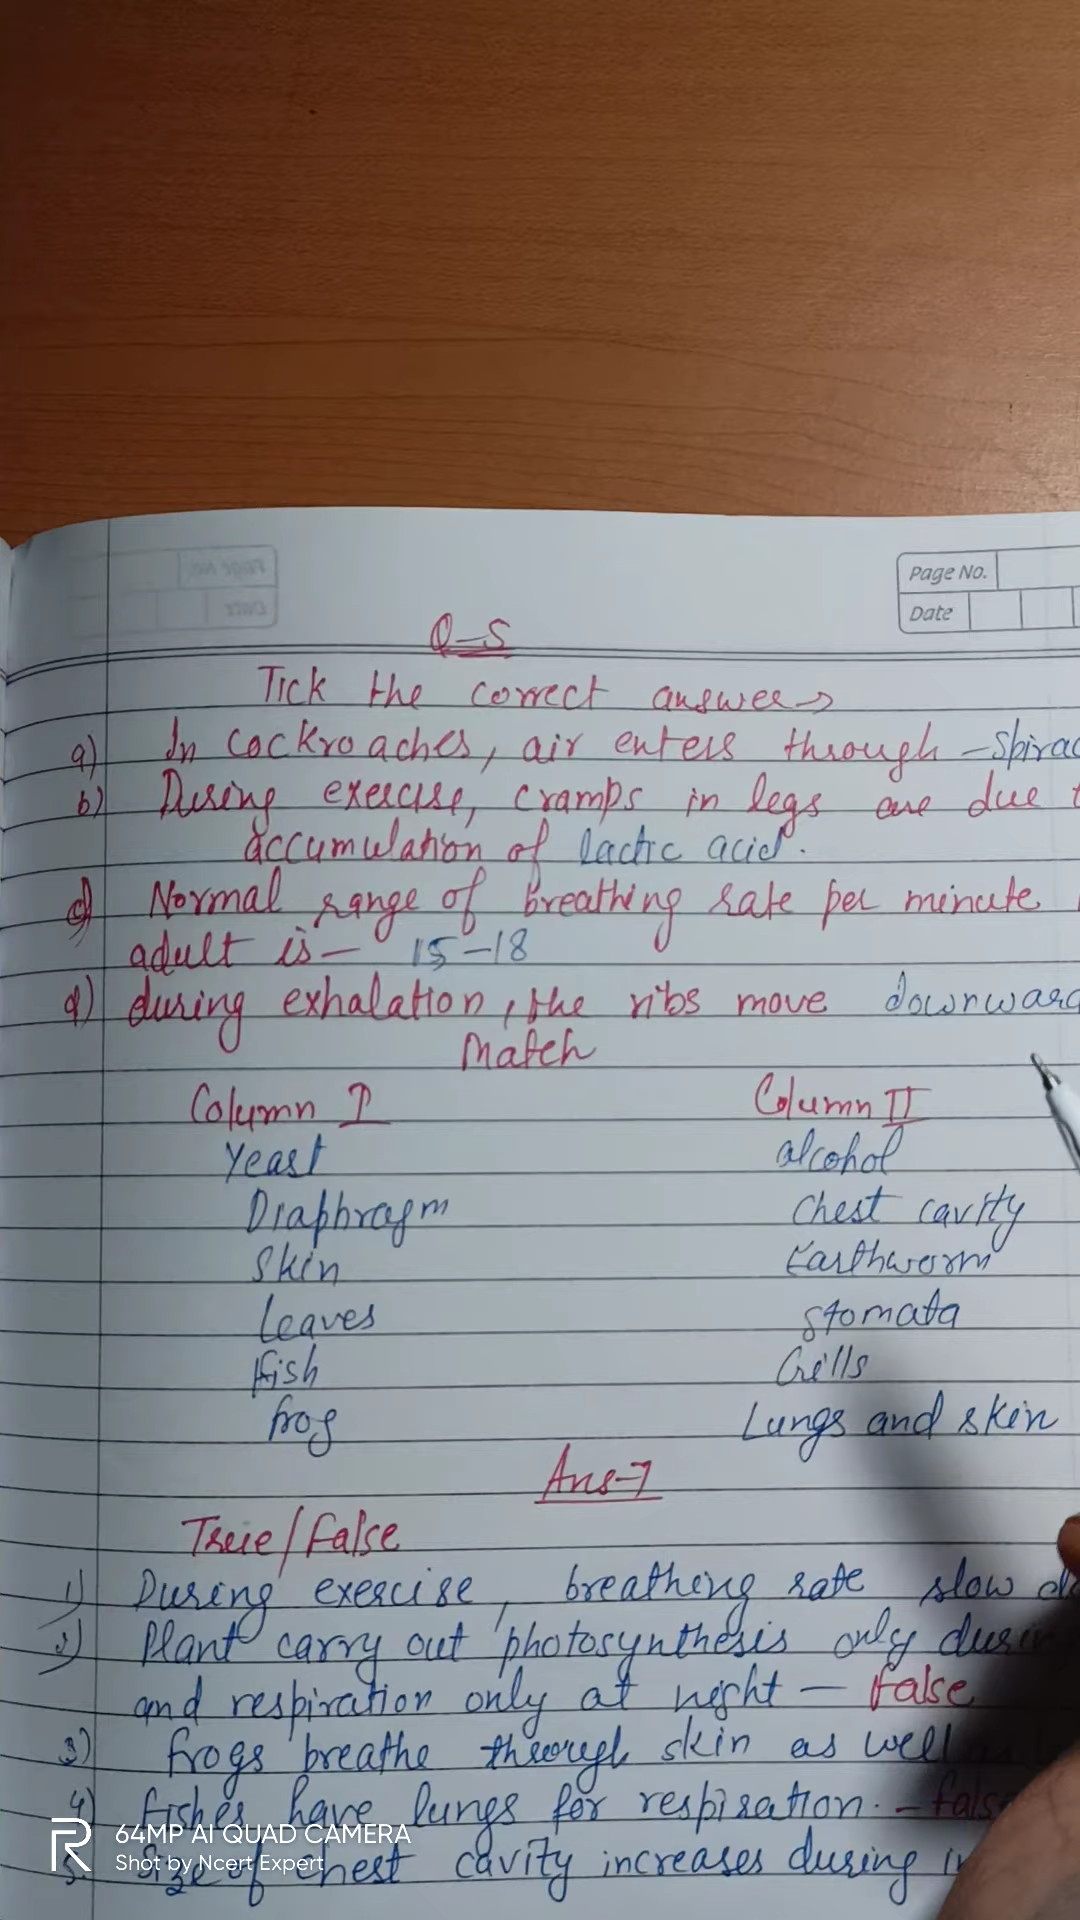 Page No.
Date
Q-5
Tick the correct answer→
a) In Cockroaches, air enters through -Spirac
b) During exercise, cramps in legs are due t
accumulation of lactic acid.
c) Normal range of breathing rate per minute
adult is- 15-18
d) during exhalation, the ribs move downward
Match
Column I Column II
Yeast alcohol
Diaphragm Chest cavity
Skin Earthworm
Leaves Stomata
Fish Gills
frog Lungs and skin
Ans-7
True/False
1) During exercise, breathing rate slow do
2) Plant carry out photosynthesis only durin
and respiration only at night - false
3) frogs breathe through skin as well as
4) fishes have lungs for respiration. - fals
5. Size of chest cavity increases during in
64MP AI QUAD CAMERA
Shot by Ncert Expert